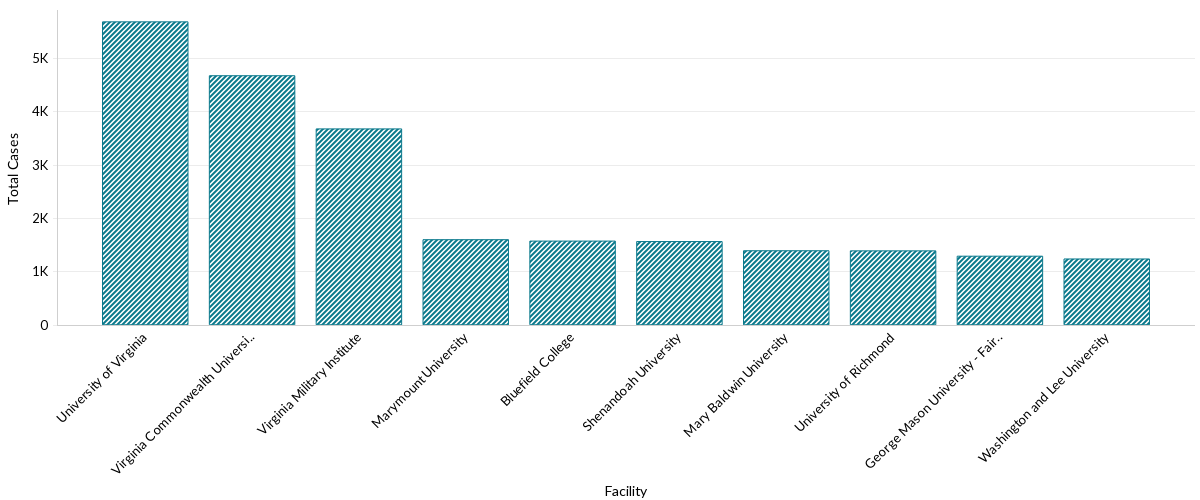 Total Cases
5K
4K
3K
2K
1K
0
University of Virginia
Virginia Commonwealth Universi..
Virginia Military Institute
Marymount University
Bluefield College
Shenandoah University
Mary Baldwin University
University of Richmond
George Mason University - Fair..
Washington and Lee University
Facility